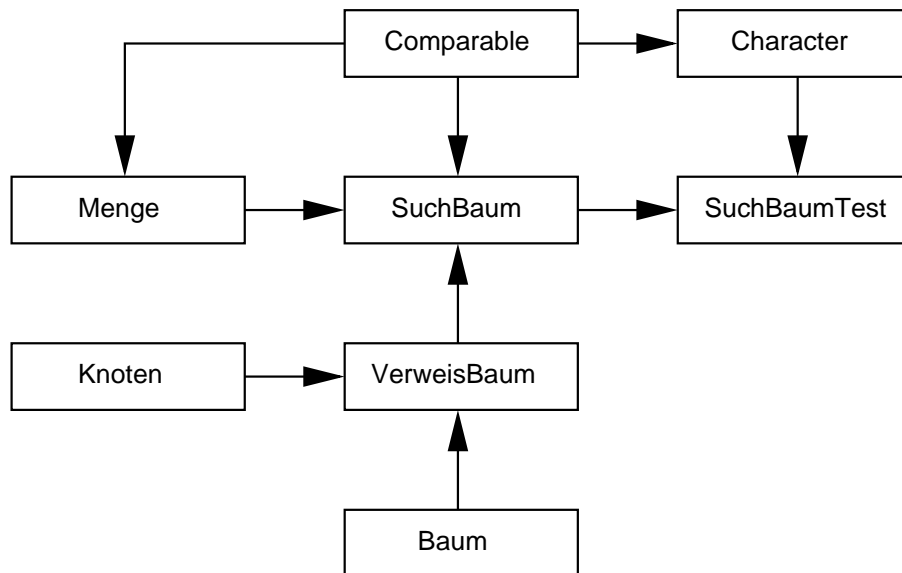 Comparable
Character
Menge
SuchBaum
SuchBaumTest
Knoten
VerweisBaum
Baum